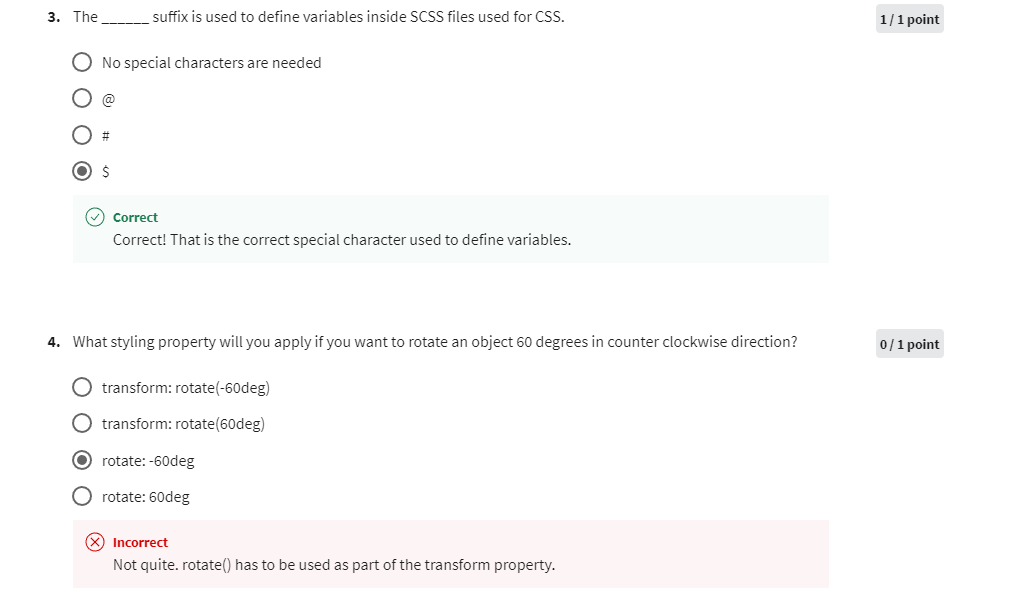 3. The ______ suffix is used to define variables inside SCSS files used for CSS.
1 / 1 point
No special characters are needed
@
#
$
Correct
Correct! That is the correct special character used to define variables.
4. What styling property will you apply if you want to rotate an object 60 degrees in counter clockwise direction?
0 / 1 point
transform: rotate(-60deg)
transform: rotate(60deg)
rotate: -60deg
rotate: 60deg
Incorrect
Not quite. rotate() has to be used as part of the transform property.